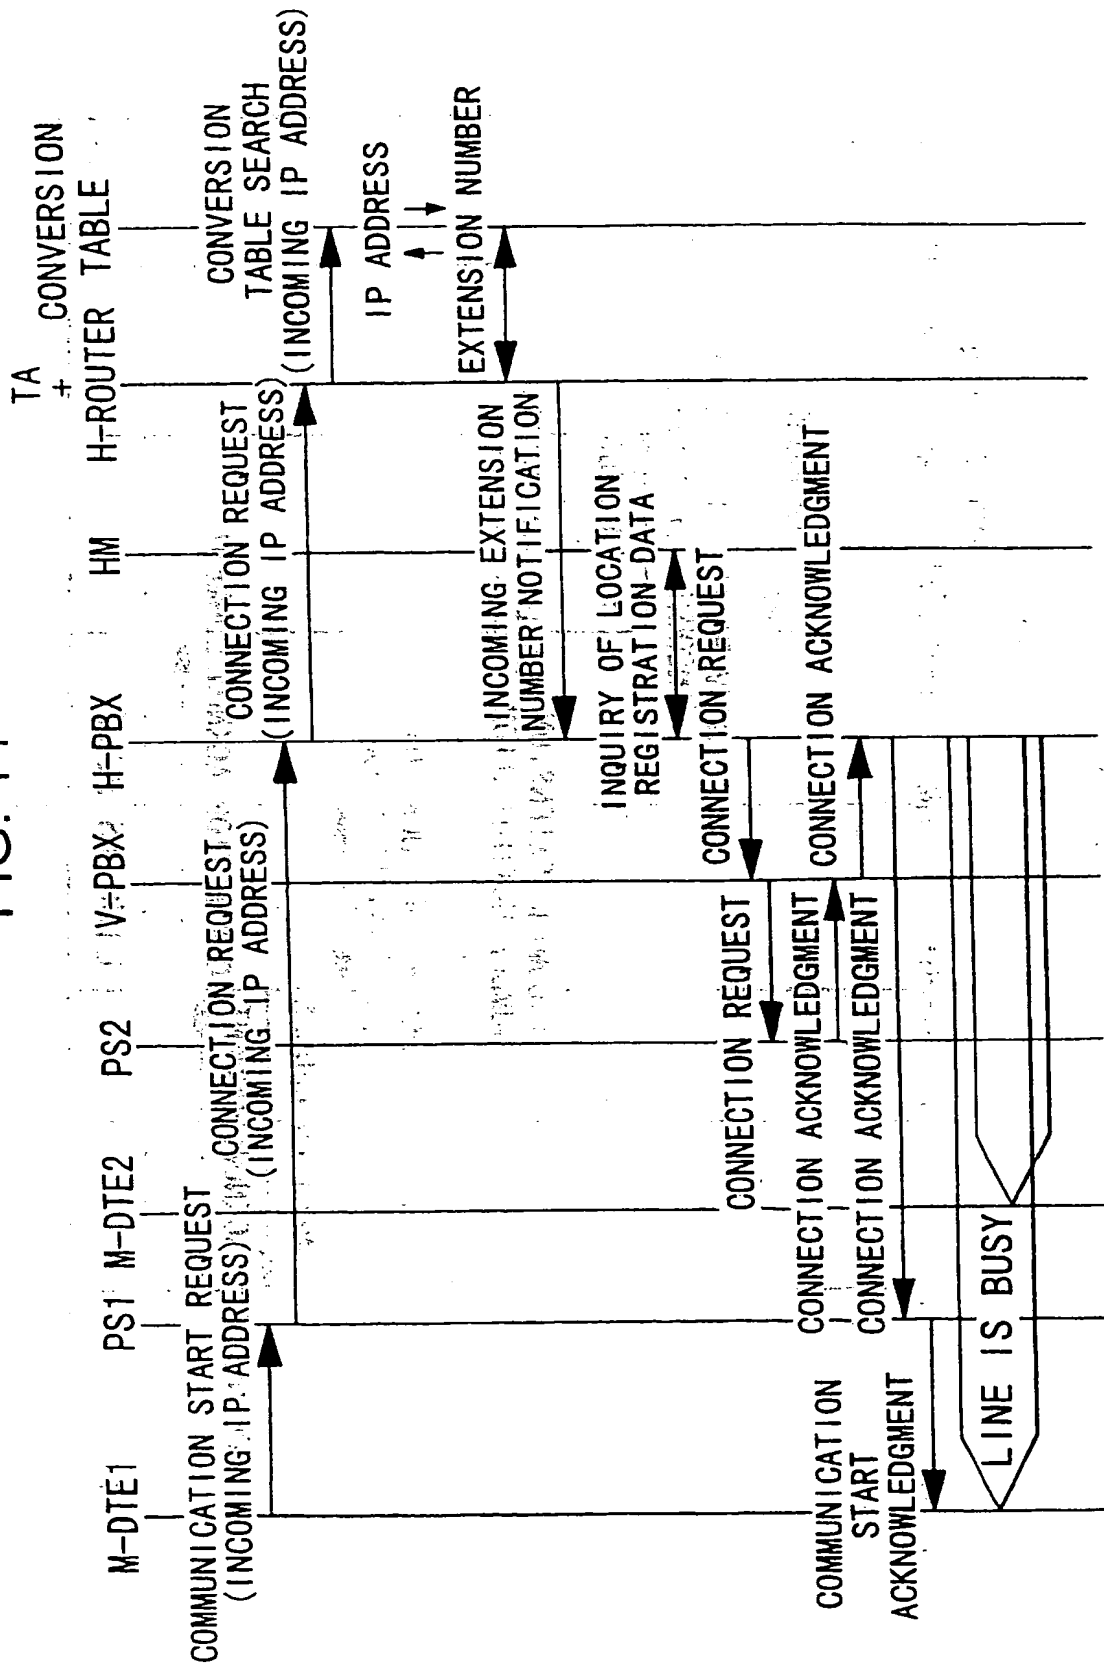 M-DTE1
PS1
M-DTE2
PS2
V-PBX
H-PBX
HM
TA
+
H-ROUTER
CONVERSION
TABLE
COMMUNICATION START REQUEST
(INCOMING IP ADDRESS)
CONNECTION REQUEST
(INCOMING IP ADDRESS)
CONNECTION REQUEST
(INCOMING IP ADDRESS)
CONVERSION
TABLE SEARCH
(INCOMING IP ADDRESS)
IP ADDRESS
EXTENSION NUMBER
INCOMING EXTENSION
NUMBER NOTIFICATION
INQUIRY OF LOCATION
REGISTRATION DATA
CONNECTION REQUEST
CONNECTION REQUEST
CONNECTION ACKNOWLEDGMENT
CONNECTION ACKNOWLEDGMENT
CONNECTION ACKNOWLEDGMENT
COMMUNICATION
START
ACKNOWLEDGMENT
LINE IS BUSY